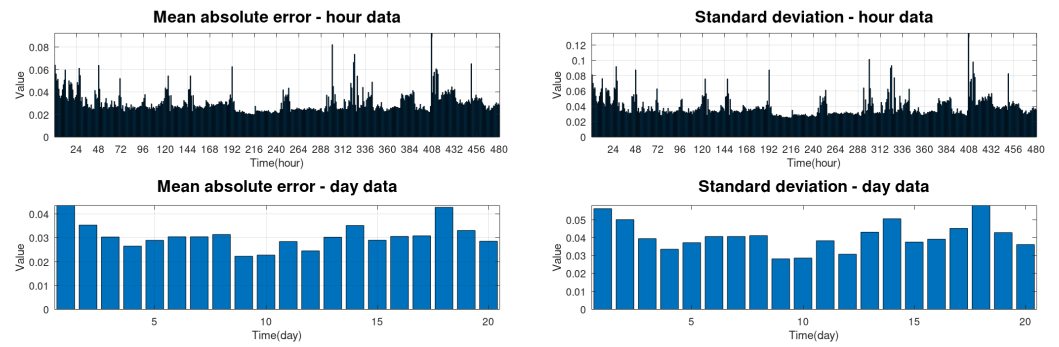 Mean absolute error - hour data
0.08
0.06
0.04
0.02
0
Value
24 48 72 96 120 144 168 192 216 240 264 288 312 336 360 384 408 432 456 480
Time(hour)
Standard deviation - hour data
0.12
0.1
0.08
0.06
0.04
0.02
0
Value
24 48 72 96 120 144 168 192 216 240 264 288 312 336 360 384 408 432 456 480
Time(hour)
Mean absolute error - day data
0.04
0.03
0.02
0.01
0
Value
5 10 15 20
Time(day)
Standard deviation - day data
0.05
0.04
0.03
0.02
0.01
0
Value
5 10 15 20
Time(day)